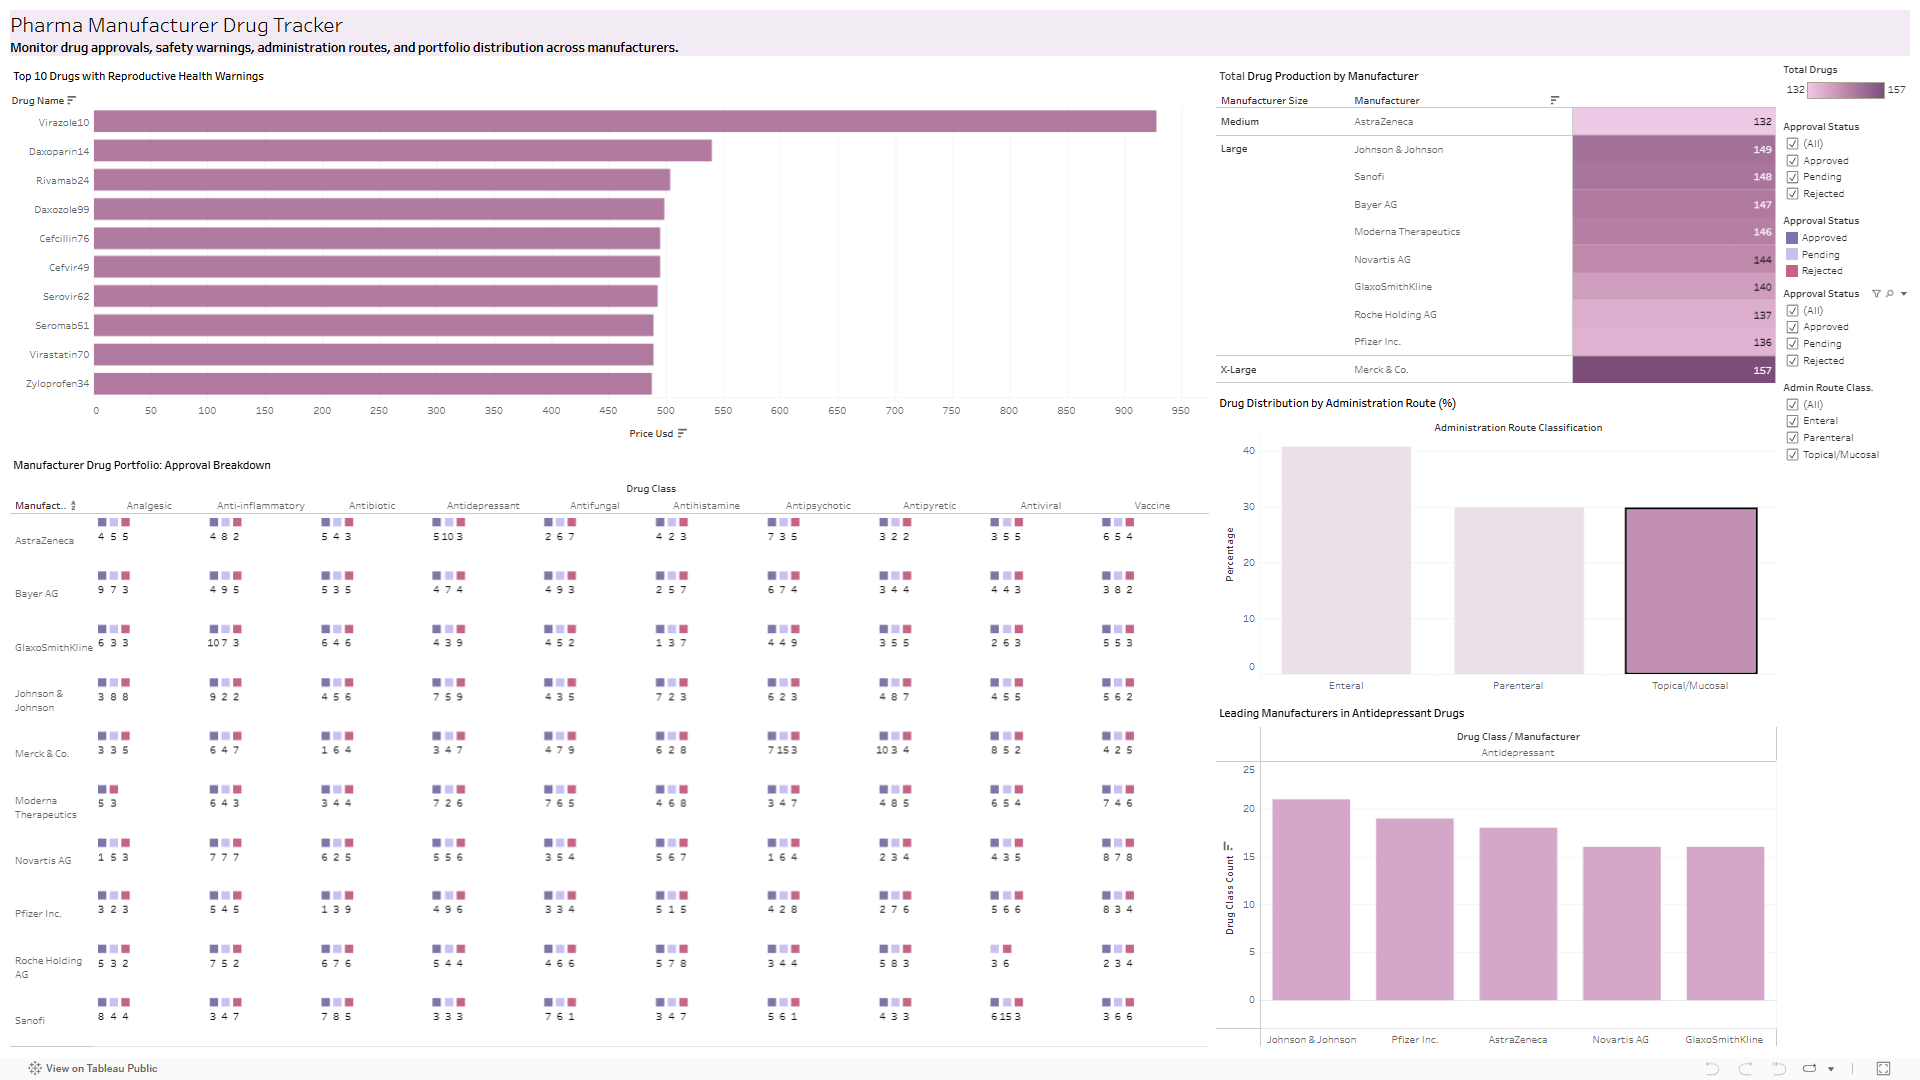 Pharma Manufacturer Drug Tracker
Monitor drug approvals, safety warnings, administration routes, and portfolio distribution across manufacturers.
Top 10 Drugs with Reproductive Health Warnings
Drug Name
Virazole10
Daxoparin14
Rivamab24
Daxozole99
Cefcillin76
Cefvir49
Serovir62
Seromab51
Virastatin70
Zyloprofen34
0 50 100 150 200 250 300 350 400 450 500 550 600 650 700 750 800 850 900 950
Price Usd
Manufacturer Drug Portfolio: Approval Breakdown
Drug Class
Manufact.. Analgesic Anti-inflammatory Antibiotic Antidepressant Antifungal Antihistamine Antipsychotic Antipyretic Antiviral Vaccine
AstraZeneca 4 5 5 4 8 2 5 4 3 5 10 3 2 6 7 4 2 3 7 3 5 3 2 2 3 5 5 6 5 4
Bayer AG 9 7 3 4 9 5 5 3 5 4 7 4 4 9 3 2 5 7 6 7 4 3 4 4 4 4 3 3 8 2
GlaxoSmithKline 6 3 3 10 7 3 6 4 6 4 3 9 4 5 2 1 3 7 4 4 9 3 5 5 2 6 3 5 5 3
Johnson &
Johnson 3 8 8 9 2 2 4 5 6 7 5 9 4 3 5 7 2 3 6 2 3 4 8 7 4 5 5 5 6 2
Merck & Co. 3 3 5 6 4 7 1 6 4 3 4 7 4 7 9 6 2 8 7 15 3 10 3 4 8 5 2 4 2 5
Moderna
Therapeutics 5 3 6 4 3 3 4 4 7 2 6 7 6 5 4 6 8 3 4 7 4 8 5 6 5 4 7 4 6
Novartis AG 1 5 3 7 7 7 6 2 5 5 5 6 3 5 4 5 6 7 1 6 4 2 3 4 4 3 5 8 7 8
Pfizer Inc. 3 2 3 5 4 5 1 3 9 4 9 6 3 3 4 5 1 5 4 2 8 2 7 6 5 6 6 8 3 4
Roche Holding
AG 5 3 2 7 5 2 6 7 6 5 4 4 4 6 6 5 7 8 3 4 4 5 8 3 3 6 2 3 4
Sanofi 8 4 4 3 4 7 7 8 5 3 3 3 7 6 1 3 4 7 5 6 1 4 3 3 6 15 3 3 6 6
Total Drug Production by Manufacturer
Manufacturer Size Manufacturer
Medium AstraZeneca 132
Large Johnson & Johnson 149
Sanofi 148
Bayer AG 147
Moderna Therapeutics 146
Novartis AG 144
GlaxoSmithKline 140
Roche Holding AG 137
Pfizer Inc. 136
X-Large Merck & Co. 157
Drug Distribution by Administration Route (%)
Administration Route Classification
Percentage
40
30
20
10
0
Enteral Parenteral Topical/Mucosal
Leading Manufacturers in Antidepressant Drugs
Drug Class / Manufacturer
Antidepressant
Drug Class Count
25
20
15
10
5
0
Johnson & Johnson Pfizer Inc. AstraZeneca Novartis AG GlaxoSmithKline
Total Drugs
132 157
Approval Status
(All)
Approved
Pending
Rejected
Approval Status
Approved
Pending
Rejected
Approval Status
(All)
Approved
Pending
Rejected
Admin Route Class.
(All)
Enteral
Parenteral
Topical/Mucosal
View on Tableau Public